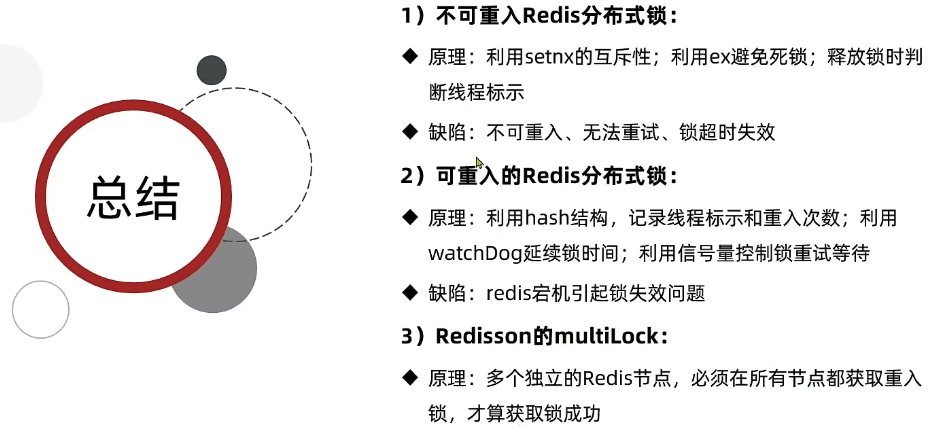 总结
1）不可重入Redis分布式锁：
◆ 原理：利用setnx的互斥性；利用ex避免死锁；释放锁时判
断线程标示
◆ 缺陷：不可重入、无法重试、锁超时失效
2）可重入的Redis分布式锁：
◆ 原理：利用hash结构，记录线程标示和重入次数；利用
watchDog延续锁时间；利用信号量控制锁重试等待
◆ 缺陷：redis宕机引起锁失效问题
3）Redisson的multiLock：
◆ 原理：多个独立的Redis节点，必须在所有节点都获取重入
锁，才算获取锁成功